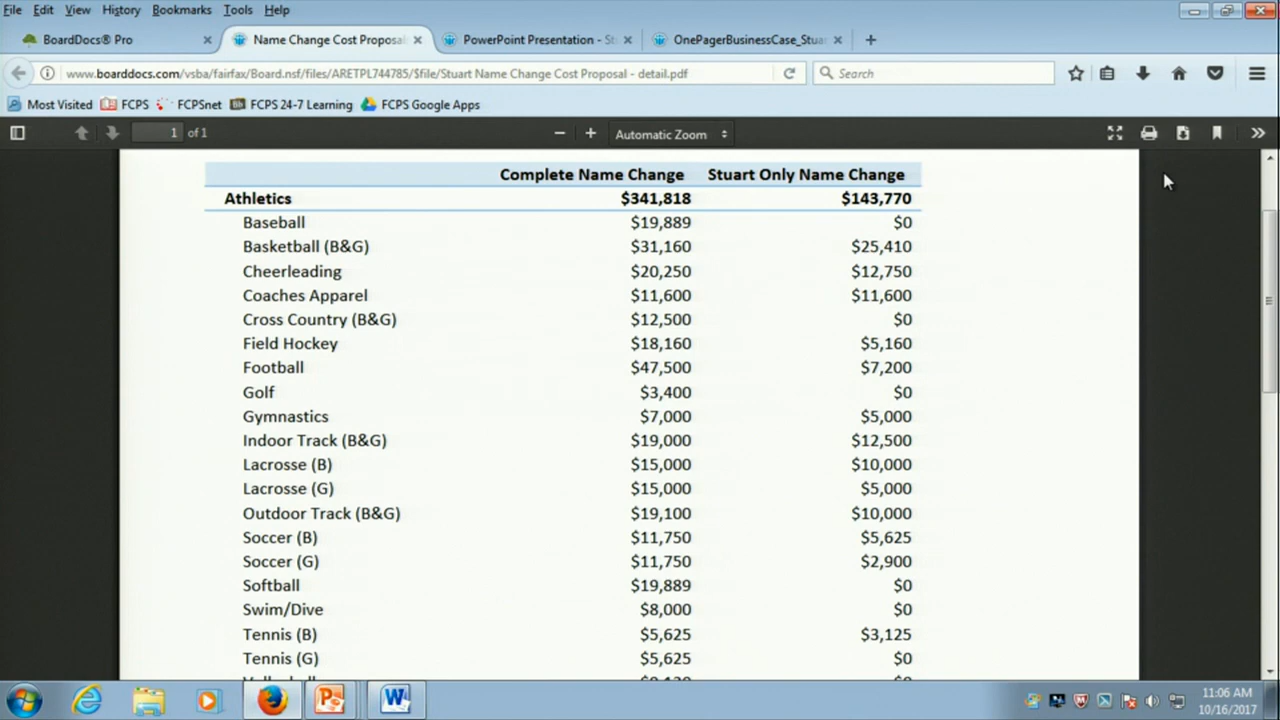 File Edit View History Bookmarks Tools Help
BoardDocs® Pro × Name Change Cost Proposa × PowerPoint Presentation - St × OnePagerBusinessCase_Stuar × +
www.boarddocs.com/vsba/fairfax/Board.nsf/files/ARETPL744785/$file/Stuart Name Change Cost Proposal - detail.pdf Search
Most Visited FCPS FCPSnet FCPS 24-7 Learning FCPS Google Apps
1 of 1 − + Automatic Zoom
Complete Name Change Stuart Only Name Change
Athletics $341,818 $143,770
Baseball $19,889 $0
Basketball (B&G) $31,160 $25,410
Cheerleading $20,250 $12,750
Coaches Apparel $11,600 $11,600
Cross Country (B&G) $12,500 $0
Field Hockey $18,160 $5,160
Football $47,500 $7,200
Golf $3,400 $0
Gymnastics $7,000 $5,000
Indoor Track (B&G) $19,000 $12,500
Lacrosse (B) $15,000 $10,000
Lacrosse (G) $15,000 $5,000
Outdoor Track (B&G) $19,100 $10,000
Soccer (B) $11,750 $5,625
Soccer (G) $11,750 $2,900
Softball $19,889 $0
Swim/Dive $8,000 $0
Tennis (B) $5,625 $3,125
Tennis (G) $5,625 $0
11:06 AM
10/16/2017